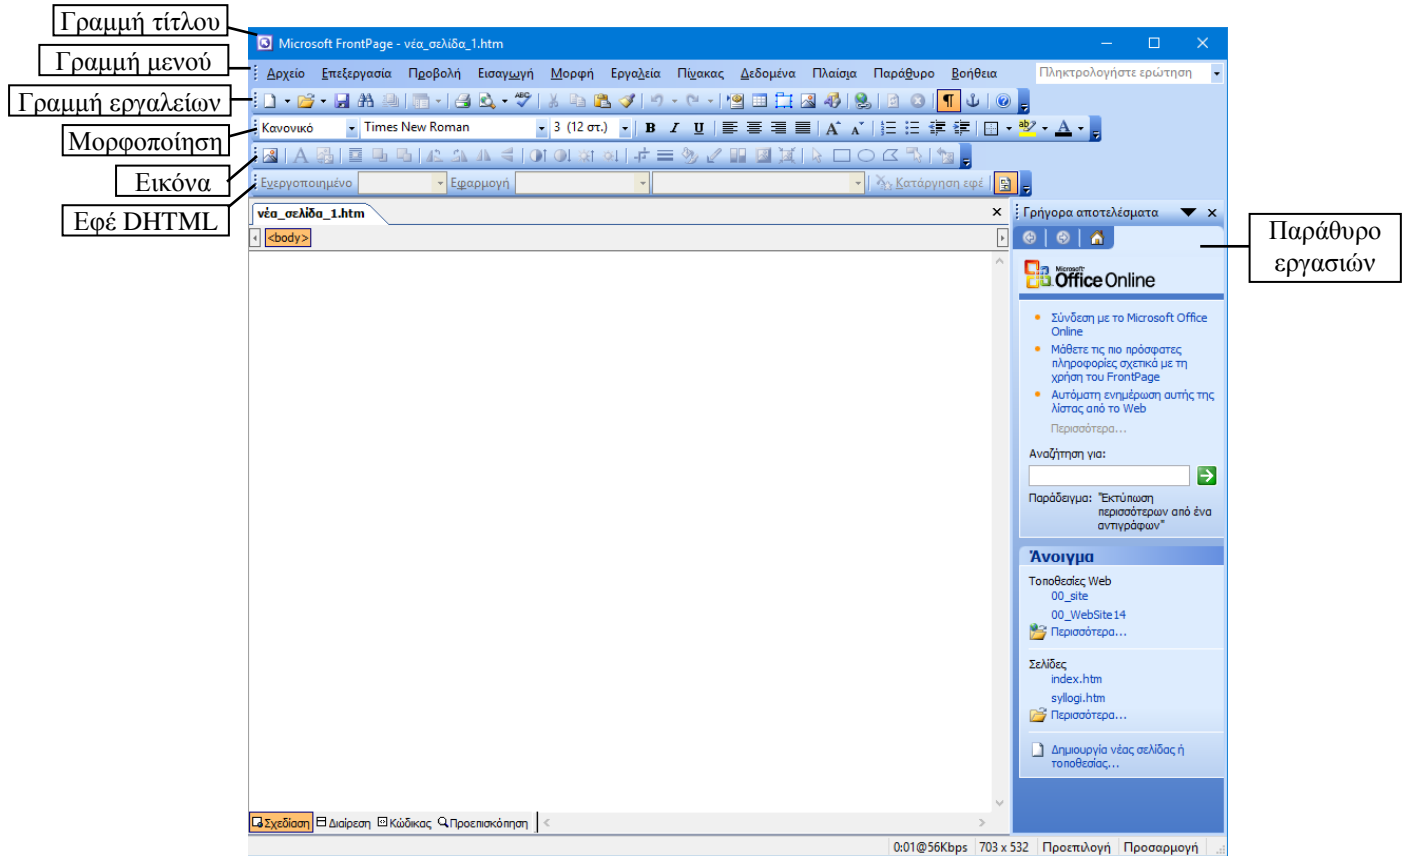 Γραμμή τίτλου
Γραμμή μενού
Γραμμή εργαλείων
Μορφοποίηση
Εικόνα
Εφέ DHTML
Microsoft FrontPage - νέα_σελίδα_1.htm
Αρχείο Επεξεργασία Προβολή Εισαγωγή Μορφή Εργαλεία Πίνακας Δεδομένα Πλαίσια Παράθυρο Βοήθεια Πληκτρολογήστε ερώτηση
Κανονικό Times New Roman 3 (12 στ.) B I U A A A
Ενεργοποιημένο Εφαρμογή Κατάργηση εφέ
νέα_σελίδα_1.htm
<body>
Γρήγορα αποτελέσματα
Παράθυρο
εργασιών
Microsoft
Office Online
Σύνδεση με το Microsoft Office
Online
Μάθετε τις πιο πρόσφατες
πληροφορίες σχετικά με τη
χρήση του FrontPage
Αυτόματη ενημέρωση αυτής της
λίστας από το Web
Περισσότερα...
Αναζήτηση για:
Παράδειγμα: "Εκτύπωση
περισσότερων από ένα
αντιγράφων"
Άνοιγμα
Τοποθεσίες Web
00_site
00_WebSite14
Περισσότερα...
Σελίδες
index.htm
syllogi.htm
Περισσότερα...
Δημιουργία νέας σελίδας ή
τοποθεσίας...
Σχεδίαση Διαίρεση Κώδικας Προεπισκόπηση
0:01@56Kbps 703 x 532 Προεπιλογή Προσαρμογή